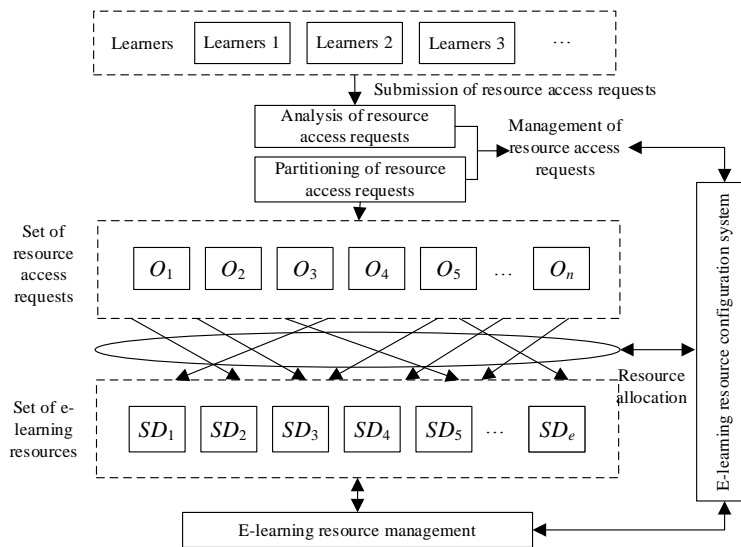 Learners
Learners 1
Learners 2
Learners 3
...
Submission of resource access requests
Analysis of resource
access requests
Partitioning of resource
access requests
Management of
resource access
requests
Set of
resource
access
requests
O1
O2
O3
O4
O5
...
On
E-learning resource configuration system
Resource
allocation
Set of e-
learning
resources
SD1
SD2
SD3
SD4
SD5
...
SDe
E-learning resource management